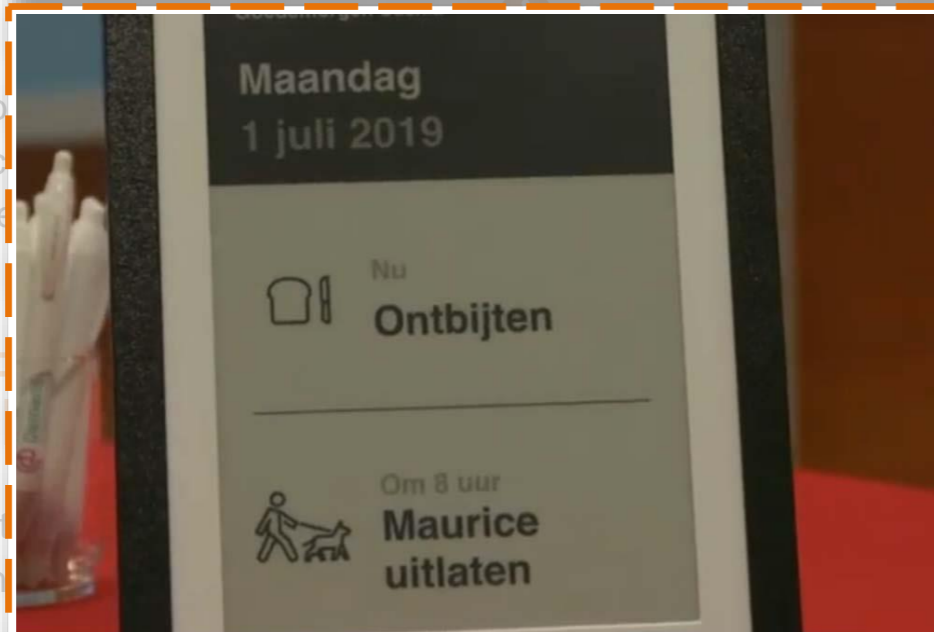 Maandag
1 juli 2019
Nu
Ontbijten
Om 8 uur
Maurice
uitlaten